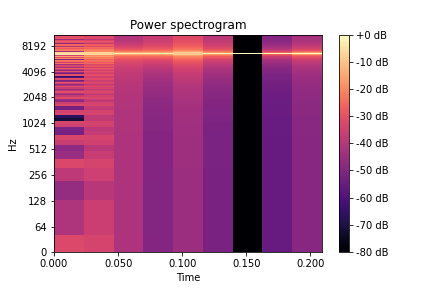 Power spectrogram
8192
4096
2048
1024
512
256
128
64
0
Hz
0.000 0.050 0.100 0.150 0.200
Time
+0 dB
-10 dB
-20 dB
-30 dB
-40 dB
-50 dB
-60 dB
-70 dB
-80 dB